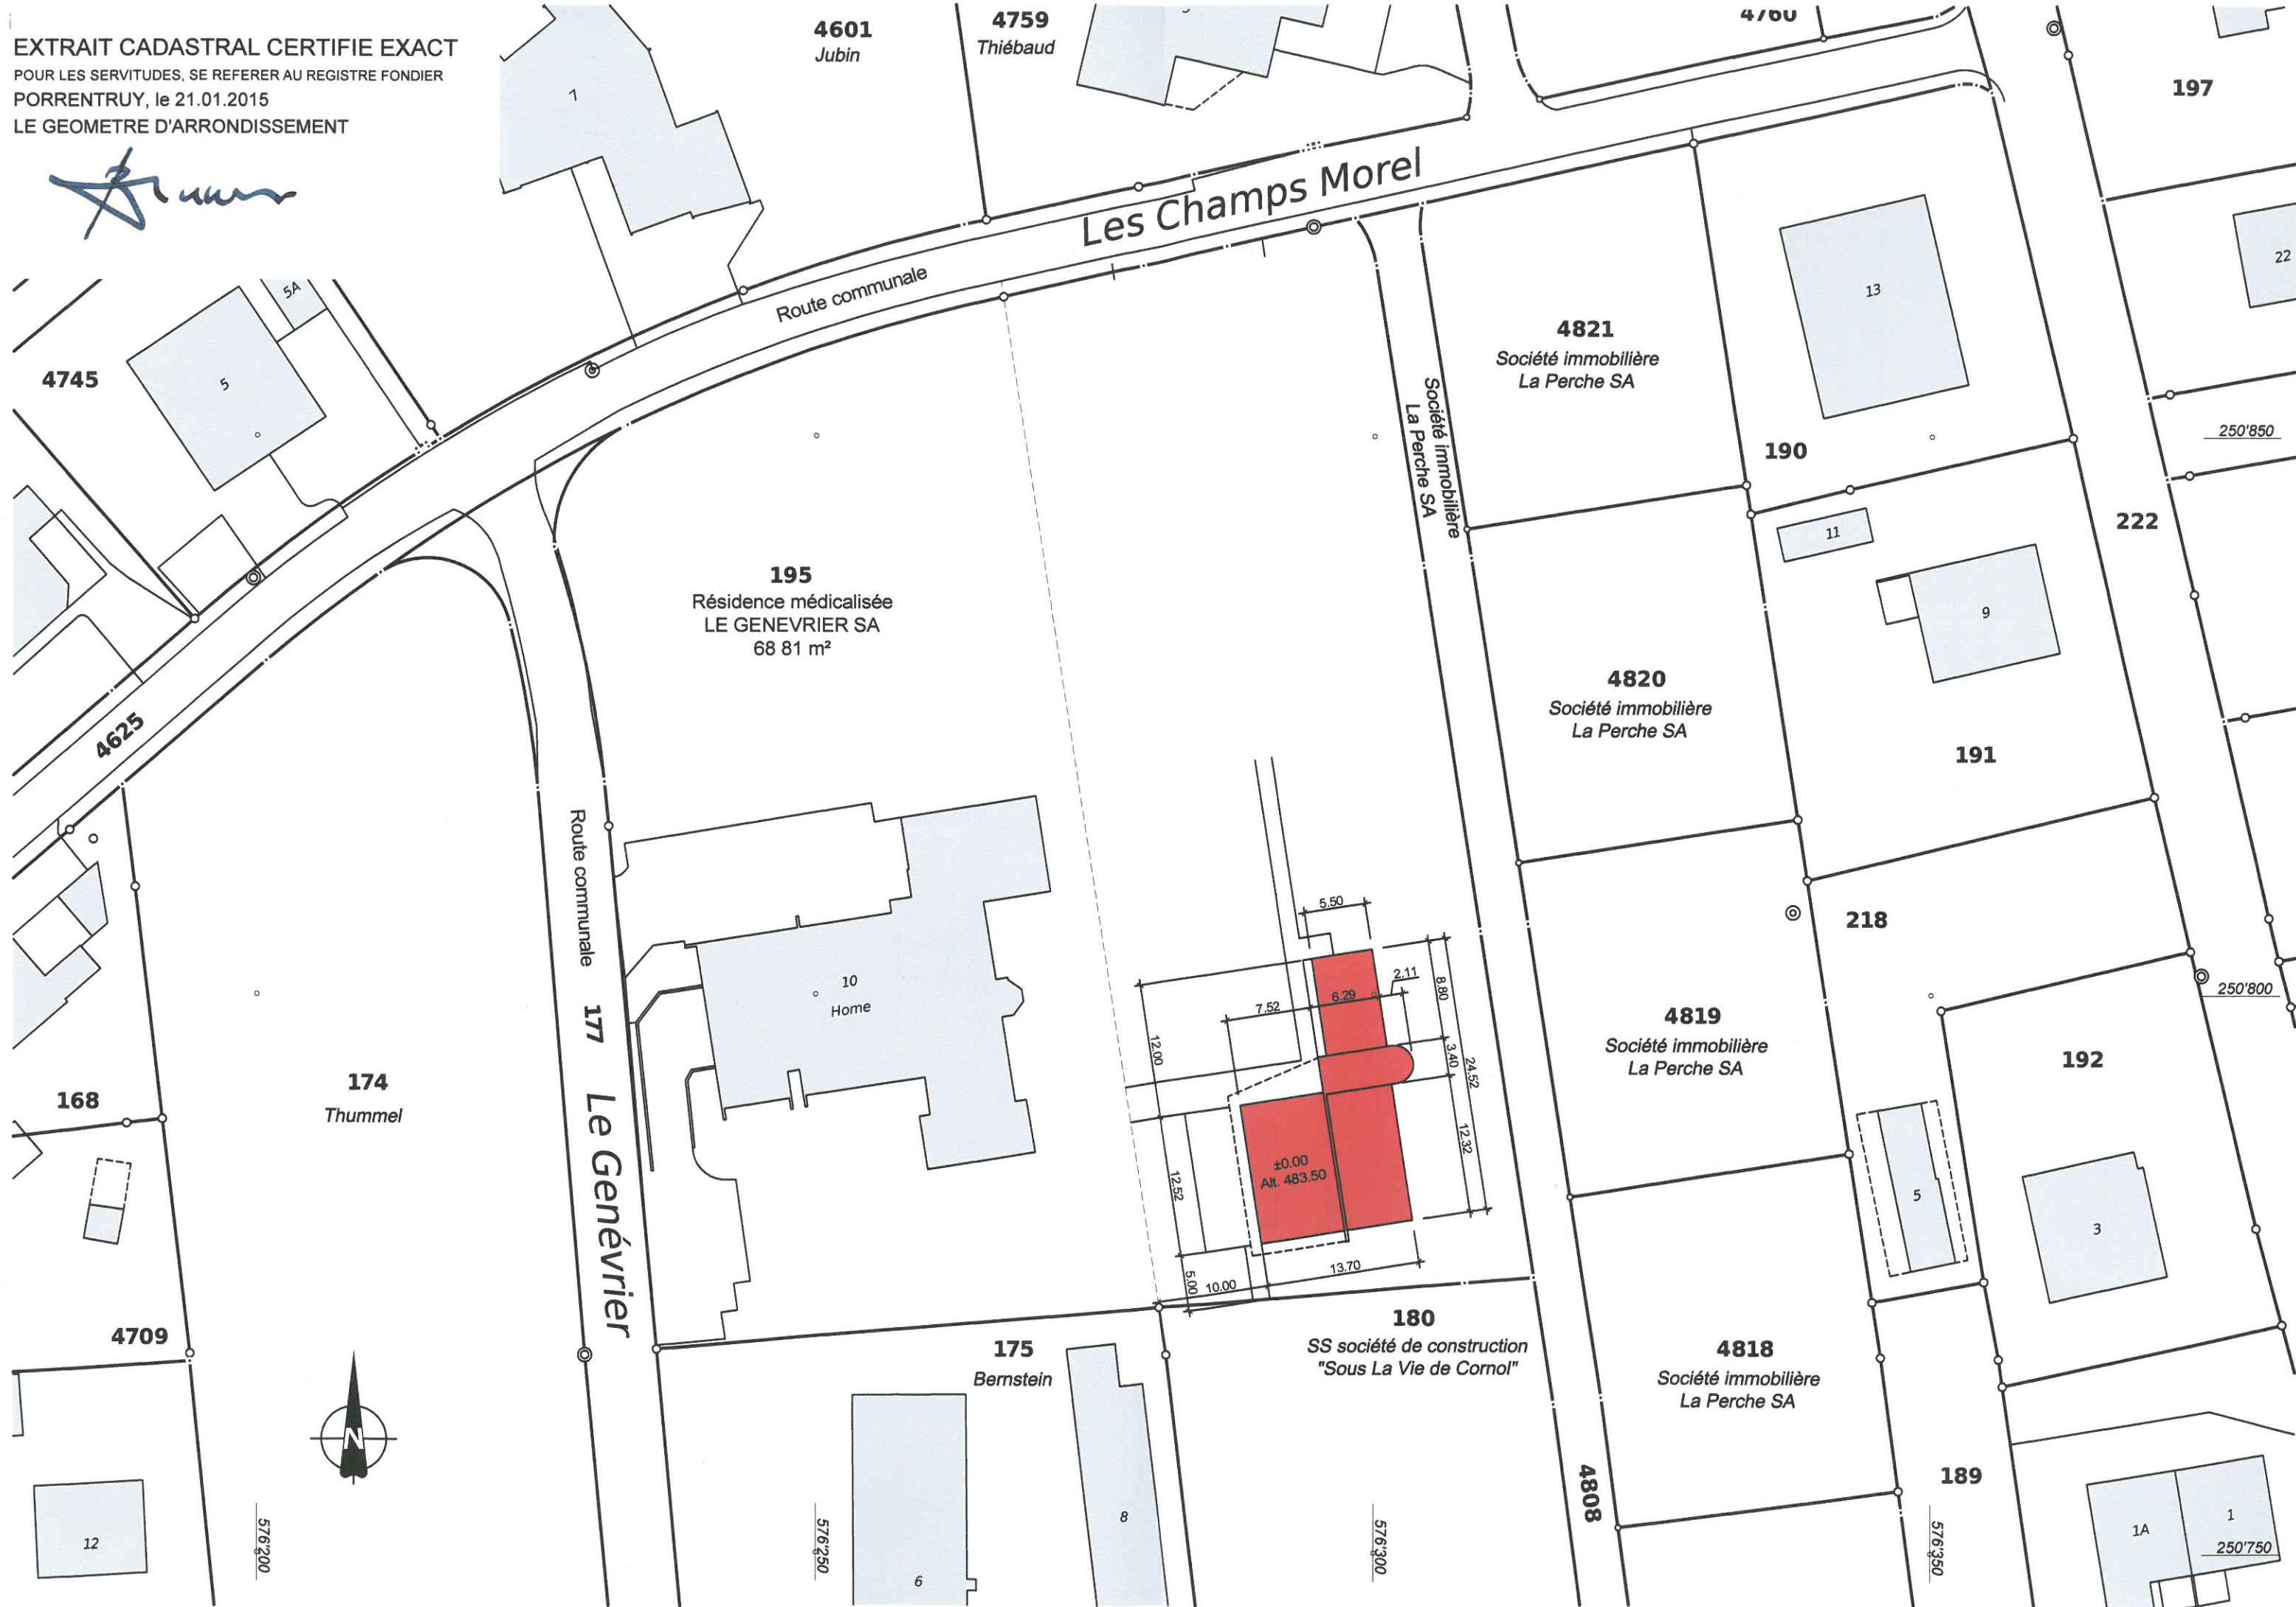 EXTRAIT CADASTRAL CERTIFIE EXACT
POUR LES SERVITUDES, SE REFERER AU REGISTRE FONDIER
PORRENTRUY, le 21.01.2015
LE GEOMETRE D'ARRONDISSEMENT
4601
Jubin
4759
Thiébaud
4760
197
1
Les Champs Morel
Route communale
5A
5
4745
13
22
4821
Société immobilière
La Perche SA
Société immobilière
La Perche SA
190
250'850
222
11
9
195
Résidence médicalisée
LE GENEVRIER SA
68 81 m²
4820
Société immobilière
La Perche SA
191
4625
Route communale
177
Le Genévrier
218
10
Home
5.50
2.11
6.29
7.52
8.80
3.40
24.52
12.32
12.00
12.52
5.00
10.00
13.70
±0.00
Alt. 483.50
250'800
4819
Société immobilière
La Perche SA
192
168
174
Thummel
5
3
4709
175
Bernstein
180
SS société de construction
"Sous La Vie de Cornol"
4818
Société immobilière
La Perche SA
N
4808
189
12
576'200
576'250
6
8
576'300
576'350
1A
1
250'750